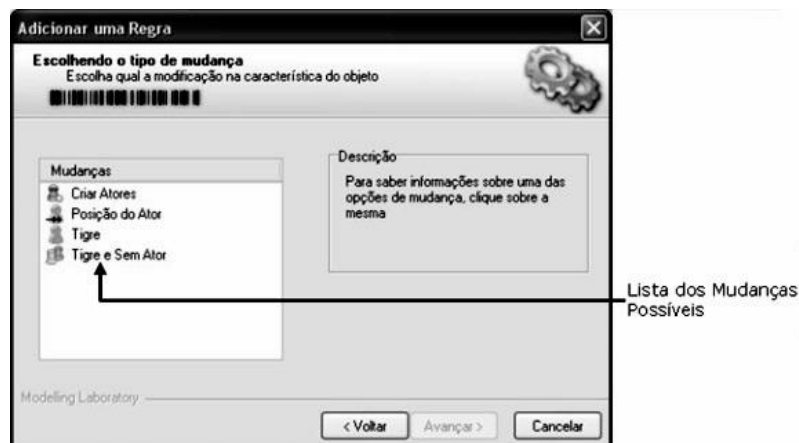 Adicionar uma Regra
Escolhendo o tipo de mudança
Escolha qual a modificação na característica do objeto
Mudanças
Criar Atores
Posição do Ator
Tigre
Tigre e Sem Ator
Descrição
Para saber informações sobre uma das
opções de mudança, clique sobre a
mesma
Lista dos Mudanças
Possíveis
Modelling Laboratory
< Voltar
Avançar >
Cancelar